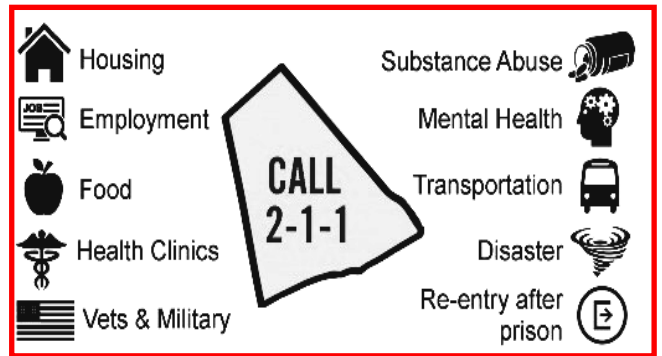 Housing
JOB
Employment
Food
Health Clinics
Vets & Military
CALL
2-1-1
Substance Abuse
Mental Health
Transportation
Disaster
Re-entry after
prison